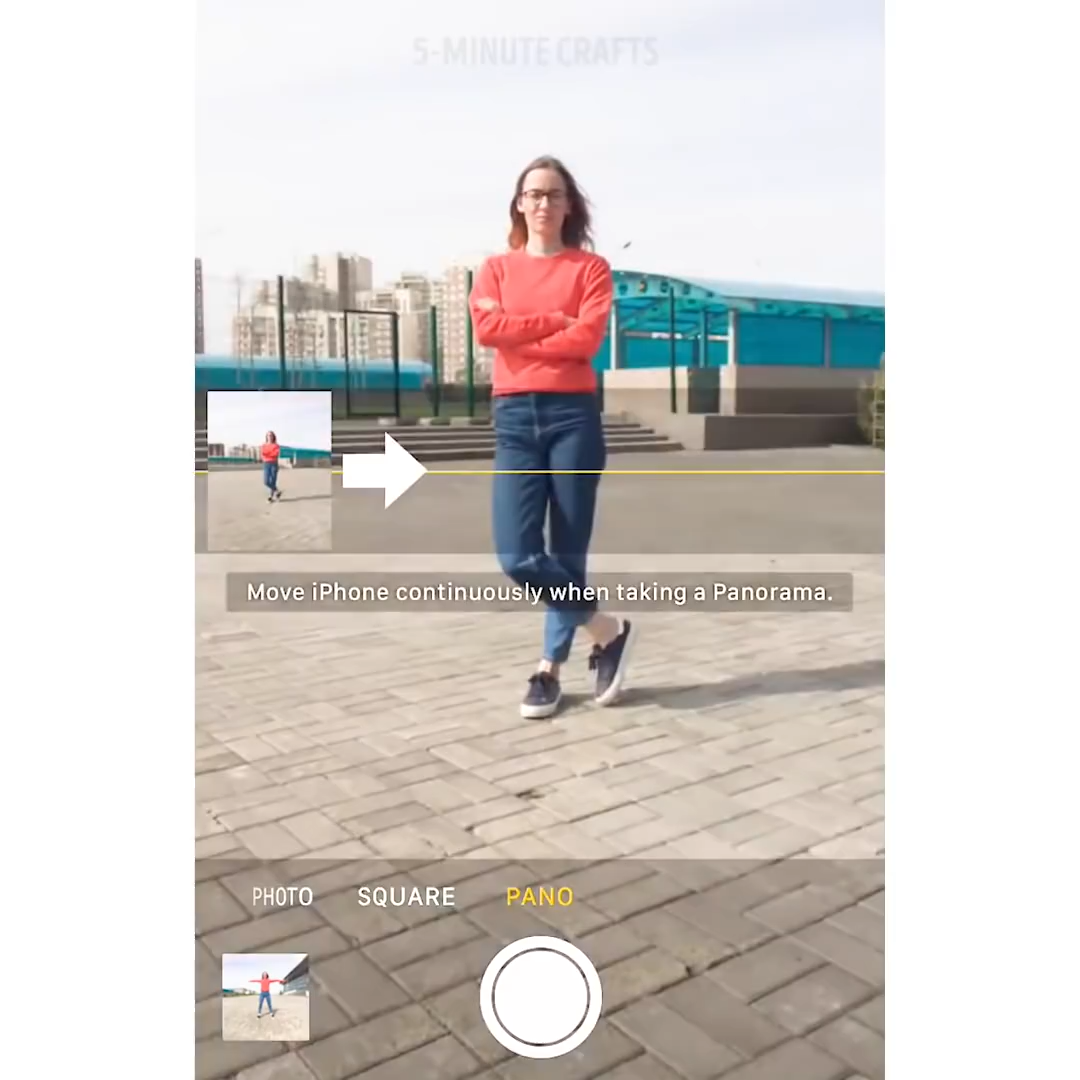 5-MINUTE CRAFTS
Move iPhone continuously when taking a Panorama.
PHOTO SQUARE PANO